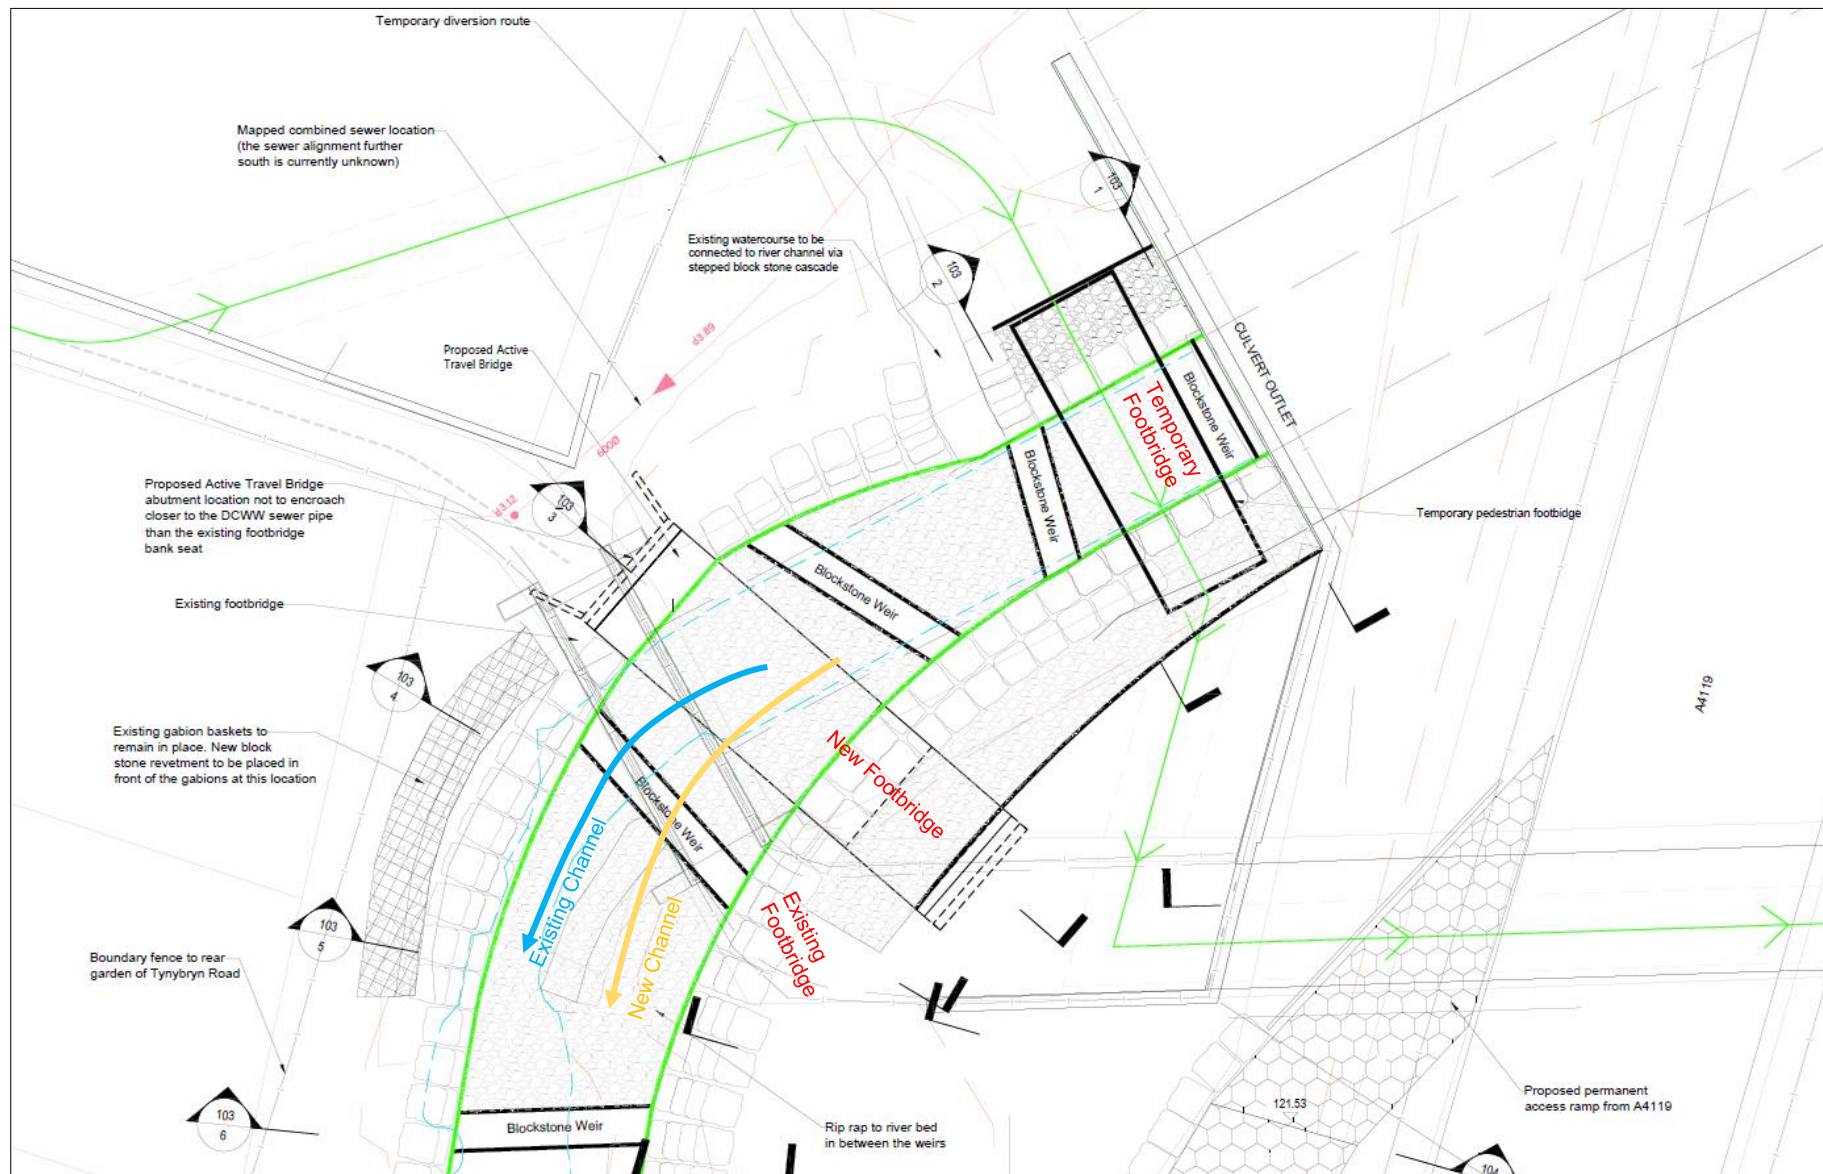 Temporary diversion route
Mapped combined sewer location
(the sewer alignment further
south is currently unknown)
103
1
Existing watercourse to be
connected to river channel via
stepped block stone cascade
103
2
d3.89
CULVERT OUTLET
Proposed Active
Travel Bridge
Temporary
Footbridge
Blockstone Weir
600Ø
Blockstone Weir
Proposed Active Travel Bridge
abutment location not to encroach
closer to the DCWW sewer pipe
than the existing footbridge
bank seat
d3.12
103
3
Temporary pedestrian footbidge
Blockstone Weir
Existing footbridge
103
4
A4119
Existing gabion baskets to
remain in place. New block
stone revetment to be placed in
front of the gabions at this location
New Footbridge
Blockstone Weir
Existing Channel
New Channel
Existing
Footbridge
103
5
Boundary fence to rear
garden of Tynybryn Road
Proposed permanent
access ramp from A4119
121.53
103
6
Blockstone Weir
Rip rap to river bed
in between the weirs
104